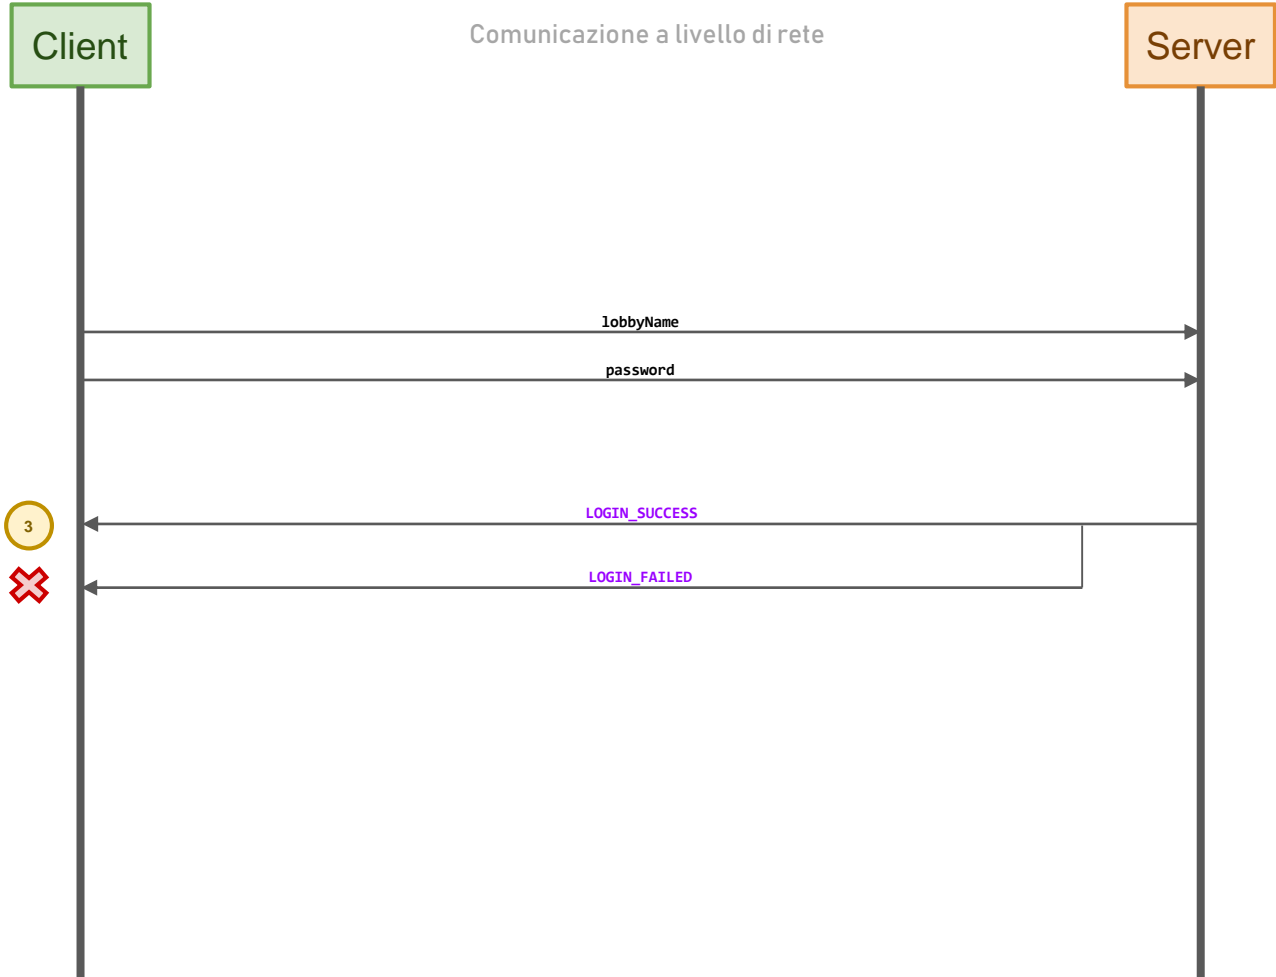 Client
Comunicazione a livello di rete
Server
lobbyName
password
LOGIN_SUCCESS
3
LOGIN_FAILED